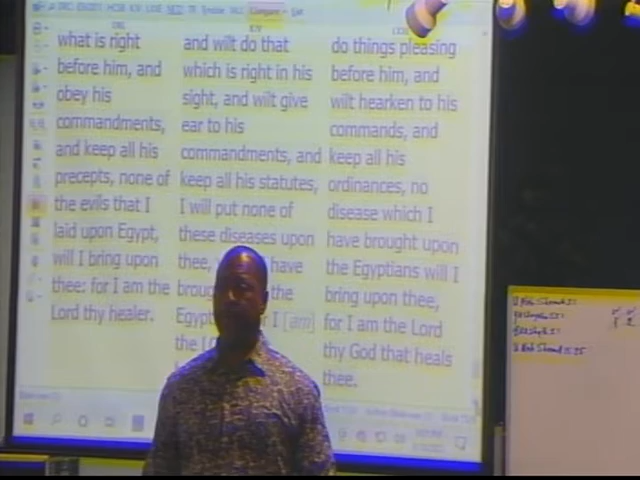 what is right
before him, and
obey his
commandments,
and keep all his
precepts, none of
the evils that I
laid upon Egypt,
will I bring upon
thee: for I am the
Lord thy healer.
and wilt do that
which is right in his
sight, and wilt give
ear to his
commandments, and
keep all his statutes,
I will put none of
these diseases upon
thee, have
the
I [am]
the
do things pleasing
before him, and
wilt hearken to his
commands, and
keep all his
ordinances, no
disease which I
have brought upon
the Egyptians will I
bring upon thee,
for I am the Lord
thy God that heals
thee.